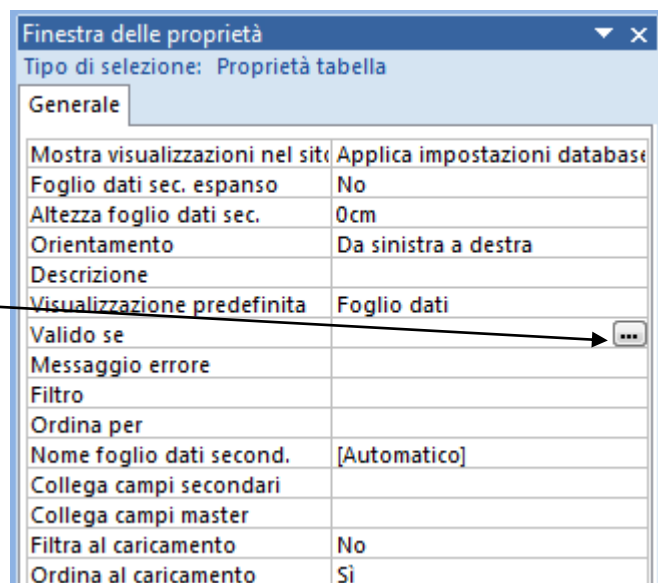 Finestra delle proprietà
Tipo di selezione: Proprietà tabella
Generale
Mostra visualizzazioni nel sito Applica impostazioni database
Foglio dati sec. espanso No
Altezza foglio dati sec. 0cm
Orientamento Da sinistra a destra
Descrizione
Visualizzazione predefinita Foglio dati
Valido se ...
Messaggio errore
Filtro
Ordina per
Nome foglio dati second. [Automatico]
Collega campi secondari
Collega campi master
Filtra al caricamento No
Ordina al caricamento Sì